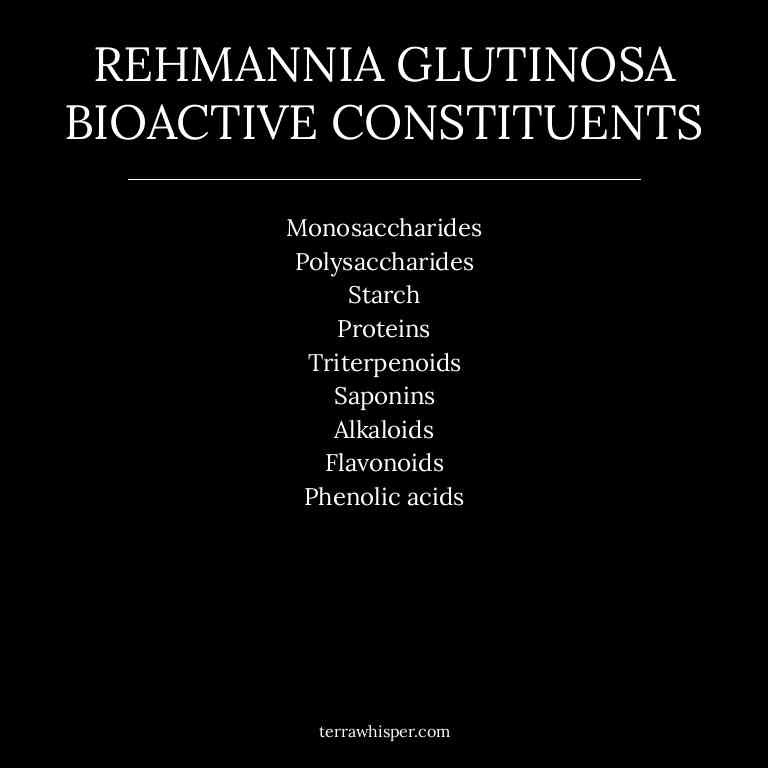 REHMANNIA GLUTINOSA
BIOACTIVE CONSTITUENTS
Monosaccharides
Polysaccharides
Starch
Proteins
Triterpenoids
Saponins
Alkaloids
Flavonoids
Phenolic acids
terrawhisper.com